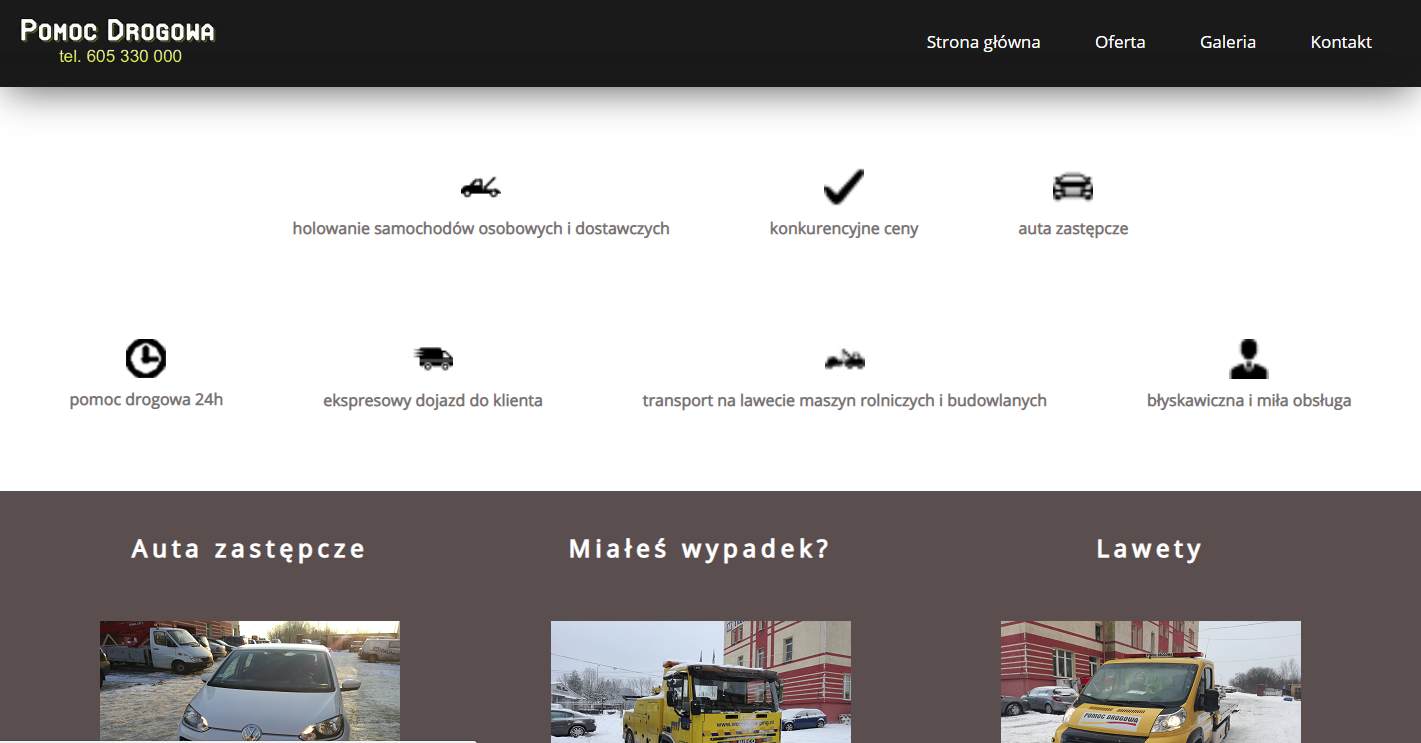 Pomoc Drogowa
tel. 605 330 000
Strona główna Oferta Galeria Kontakt
holowanie samochodów osobowych i dostawczych konkurencyjne ceny auta zastępcze
pomoc drogowa 24h ekspresowy dojazd do klienta transport na lawecie maszyn rolniczych i budowlanych błyskawiczna i miła obsługa
Auta zastępcze Miałeś wypadek? Lawety
POMOC DROGOWA